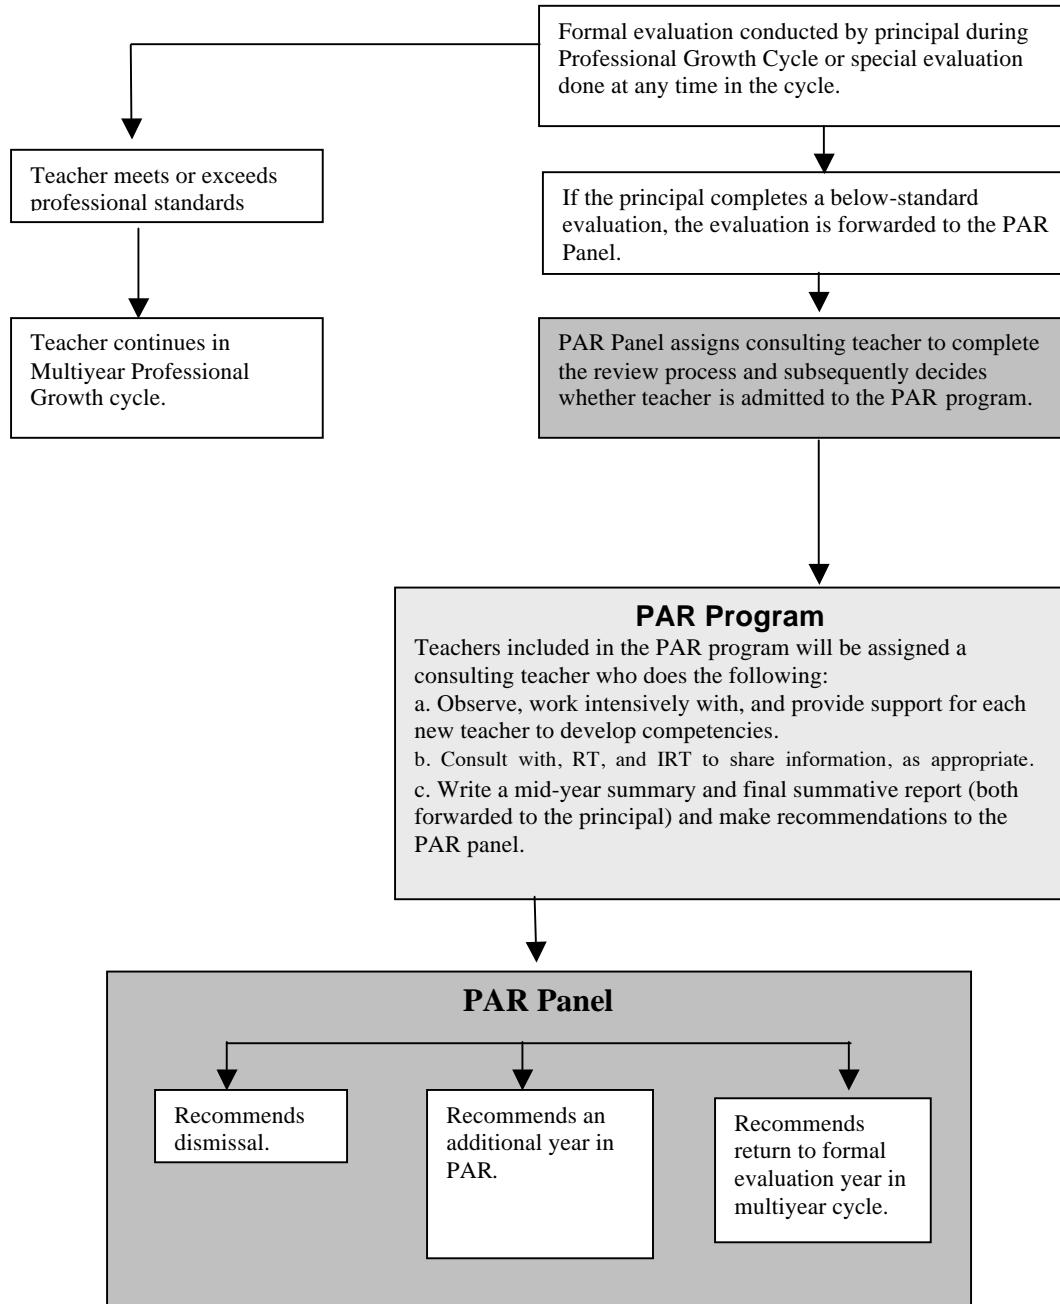 Formal evaluation conducted by principal during
Professional Growth Cycle or special evaluation
done at any time in the cycle.
Teacher meets or exceeds
professional standards
If the principal completes a below-standard
evaluation, the evaluation is forwarded to the PAR
Panel.
Teacher continues in
Multiyear Professional
Growth cycle.
PAR Panel assigns consulting teacher to complete
the review process and subsequently decides
whether teacher is admitted to the PAR program.
PAR Program
Teachers included in the PAR program will be assigned a
consulting teacher who does the following:
a. Observe, work intensively with, and provide support for each
new teacher to develop competencies.
b. Consult with, RT, and IRT to share information, as appropriate.
c. Write a mid-year summary and final summative report (both
forwarded to the principal) and make recommendations to the
PAR panel.
PAR Panel
Recommends
dismissal.
Recommends an
additional year in
PAR.
Recommends
return to formal
evaluation year in
multiyear cycle.